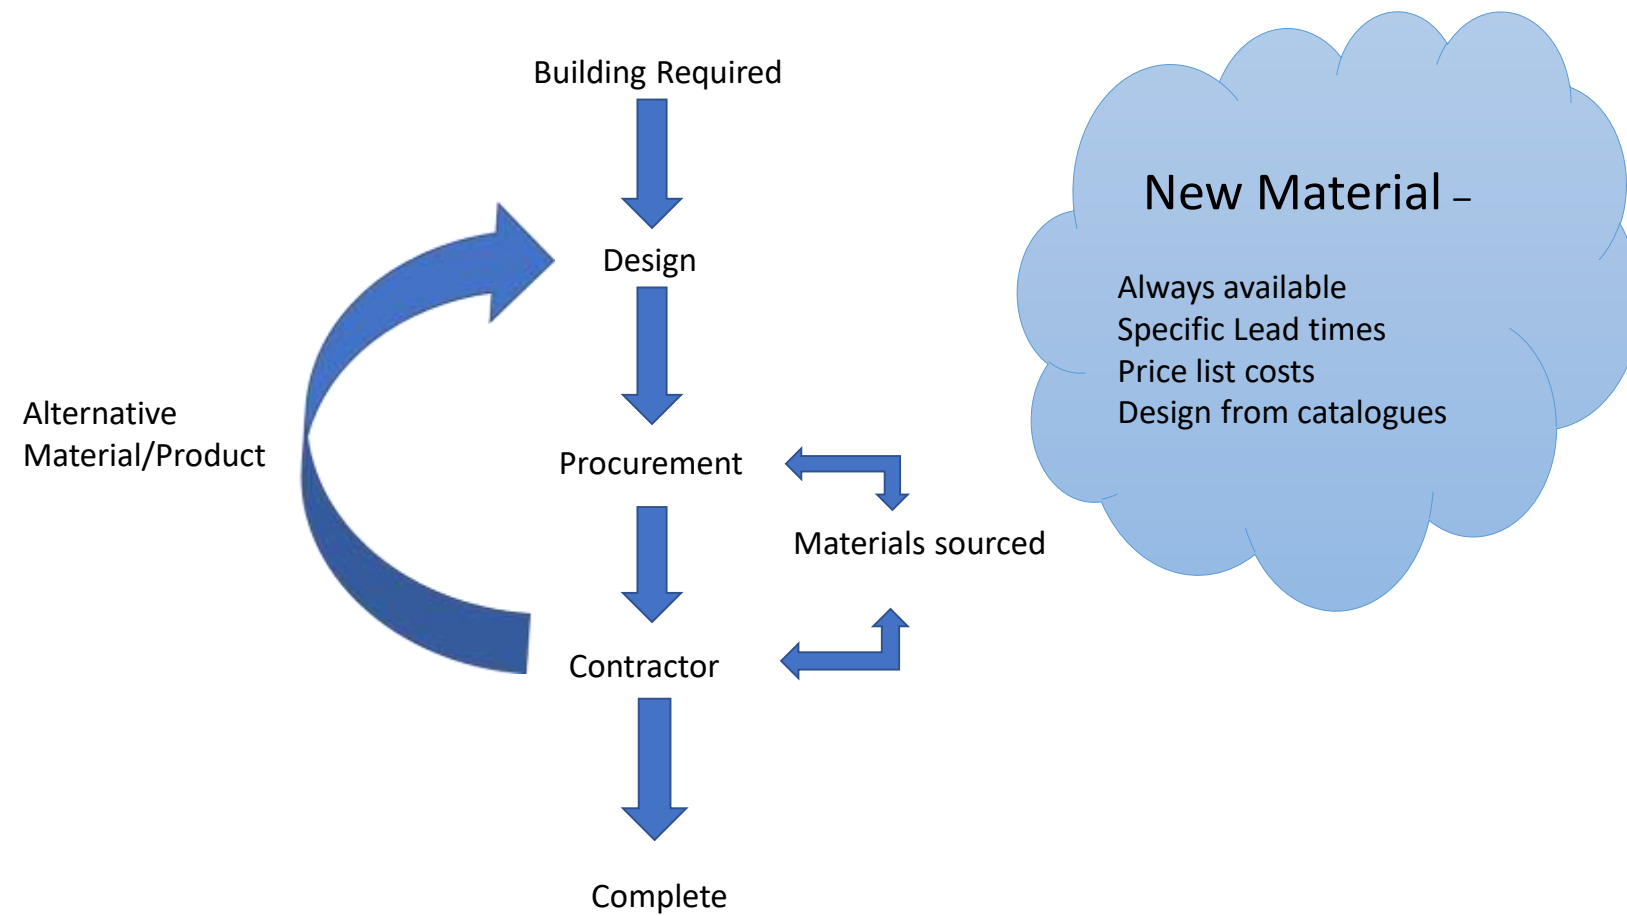 Building Required
Design
Alternative
Material/Product
Procurement
Materials sourced
Contractor
Complete
New Material –
Always available
Specific Lead times
Price list costs
Design from catalogues